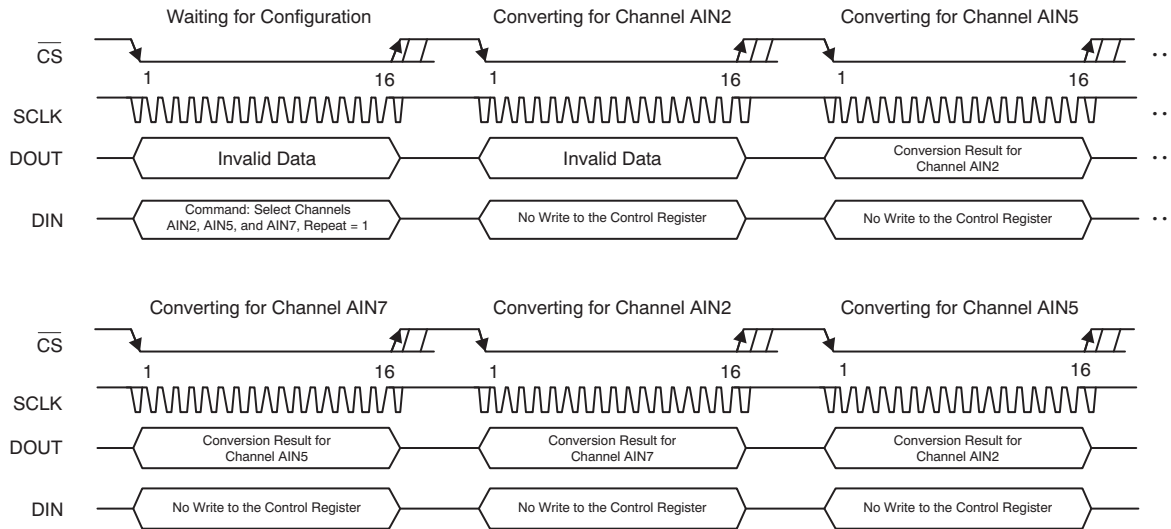 Waiting for Configuration
Converting for Channel AIN2
Converting for Channel AIN5
CS
1
16
1
16
1
16
SCLK
DOUT
Invalid Data
Invalid Data
Conversion Result for
Channel AIN2
DIN
Command: Select Channels
AIN2, AIN5, and AIN7, Repeat = 1
No Write to the Control Register
No Write to the Control Register
Converting for Channel AIN7
Converting for Channel AIN2
Converting for Channel AIN5
CS
1
16
1
16
1
16
SCLK
DOUT
Conversion Result for
Channel AIN5
Conversion Result for
Channel AIN7
Conversion Result for
Channel AIN2
DIN
No Write to the Control Register
No Write to the Control Register
No Write to the Control Register